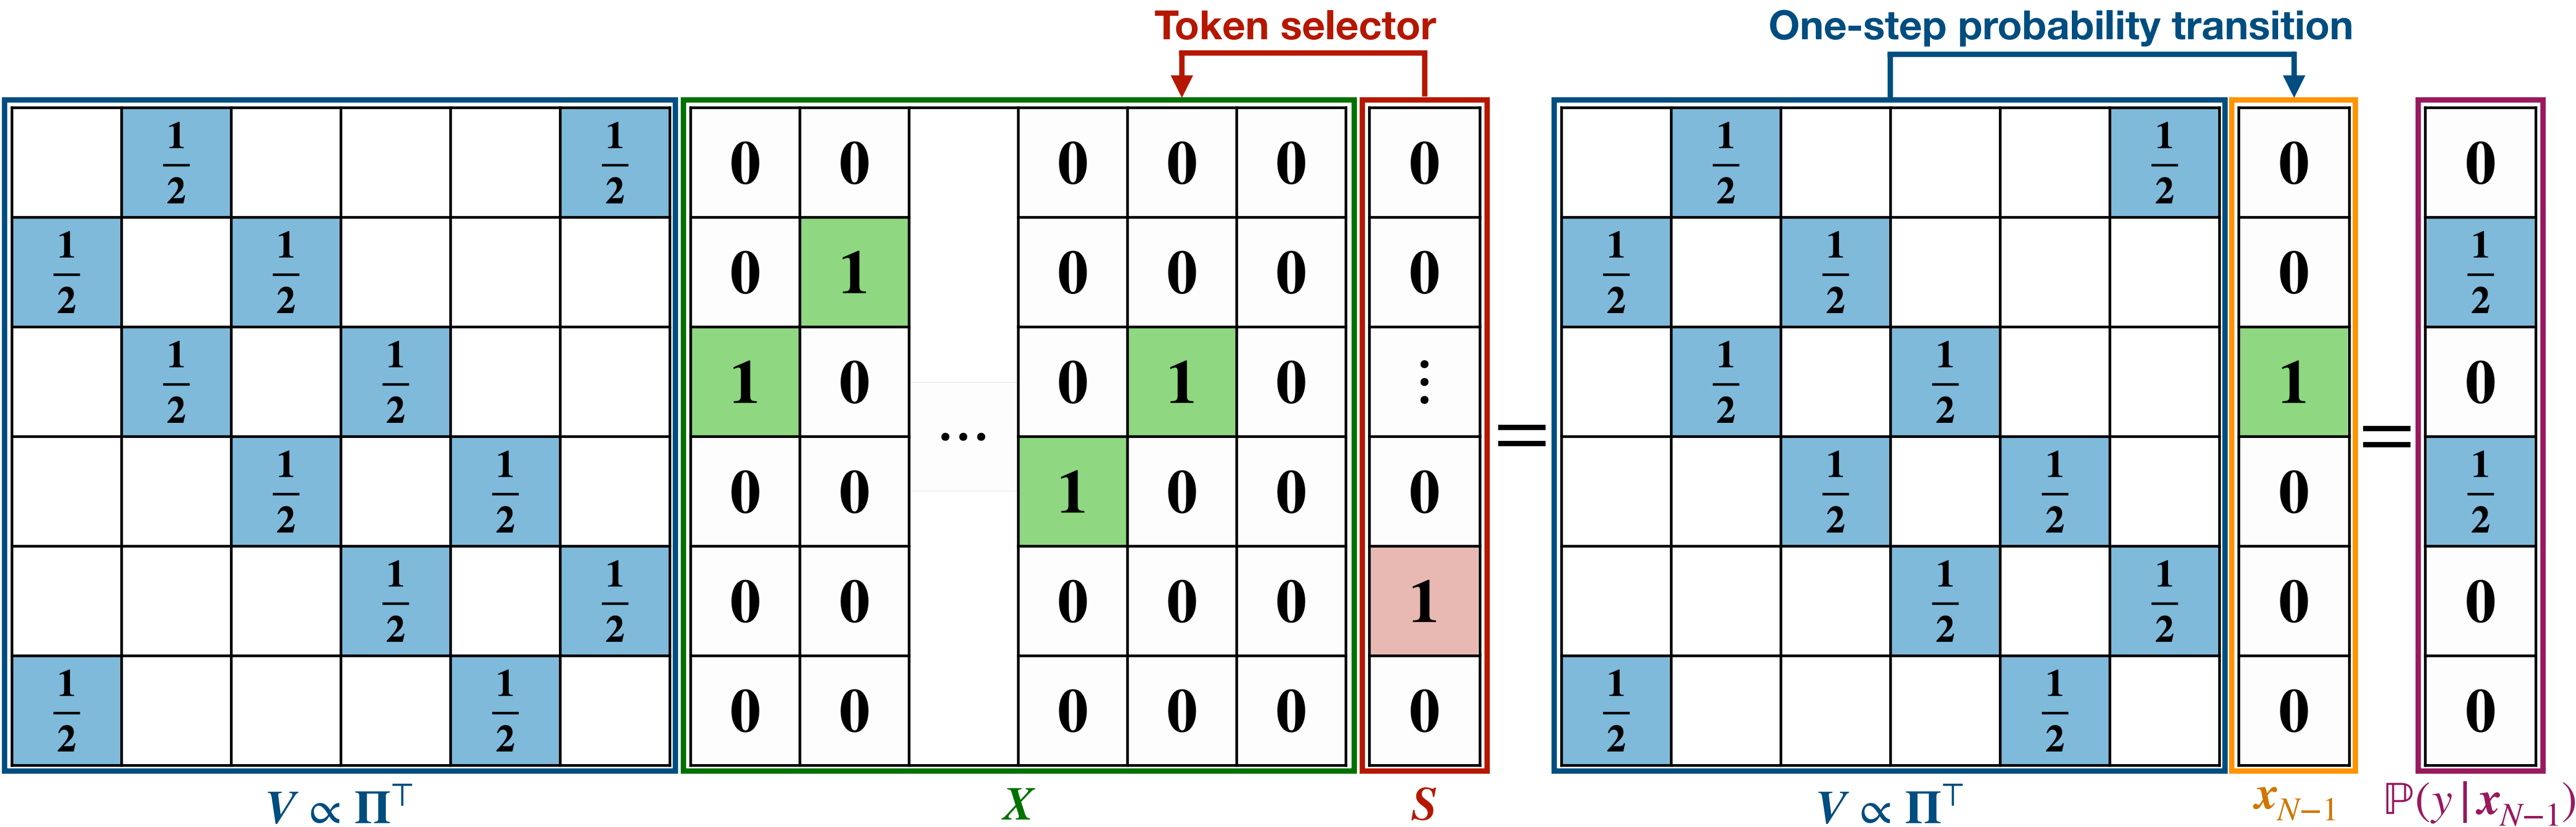 Token selector One-step probability transition
1/2 1/2 0 0 0 0 0 0 1/2 1/2 0 0
1/2 1/2 0 1 0 0 0 0 1/2 1/2 0 1/2
1/2 1/2 1 0 0 1 0 ⋮ 1/2 1/2 1 0
1/2 1/2 0 0 ... 1 0 0 0 = 1/2 1/2 0 = 1/2
1/2 1/2 0 0 0 0 0 1 1/2 1/2 0 0
1/2 1/2 0 0 0 0 0 0 1/2 1/2 0 0
V ∝ Π⊤ X S V ∝ Π⊤ x_{N−1} ℙ(y|x_{N−1})